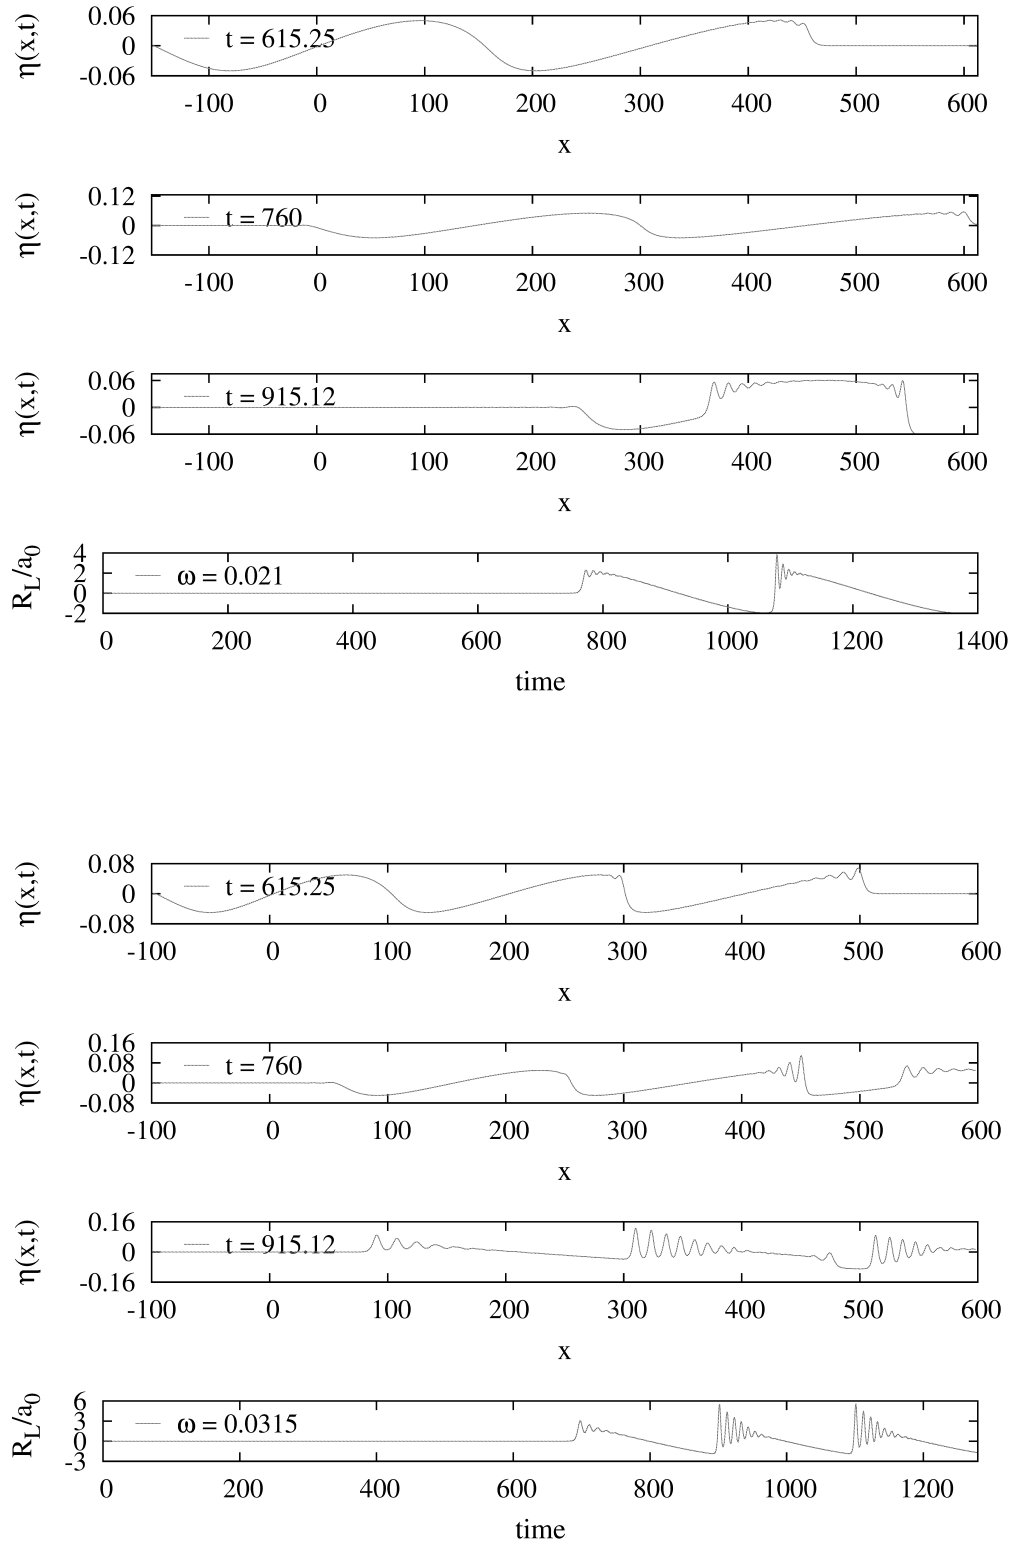 η(x,t)
0.06
0
-0.06
t = 615.25
-100 0 100 200 300 400 500 600
x
η(x,t)
0.12
0
-0.12
t = 760
-100 0 100 200 300 400 500 600
x
η(x,t)
0.06
0
-0.06
t = 915.12
-100 0 100 200 300 400 500 600
x
R_L/a_0
4
2
0
-2
ω = 0.021
0 200 400 600 800 1000 1200 1400
time
η(x,t)
0.08
0
-0.08
t = 615.25
-100 0 100 200 300 400 500 600
x
η(x,t)
0.16
0.08
0
-0.08
t = 760
-100 0 100 200 300 400 500 600
x
η(x,t)
0.16
0
-0.16
t = 915.12
-100 0 100 200 300 400 500 600
x
R_L/a_0
6
3
0
-3
ω = 0.0315
0 200 400 600 800 1000 1200
time